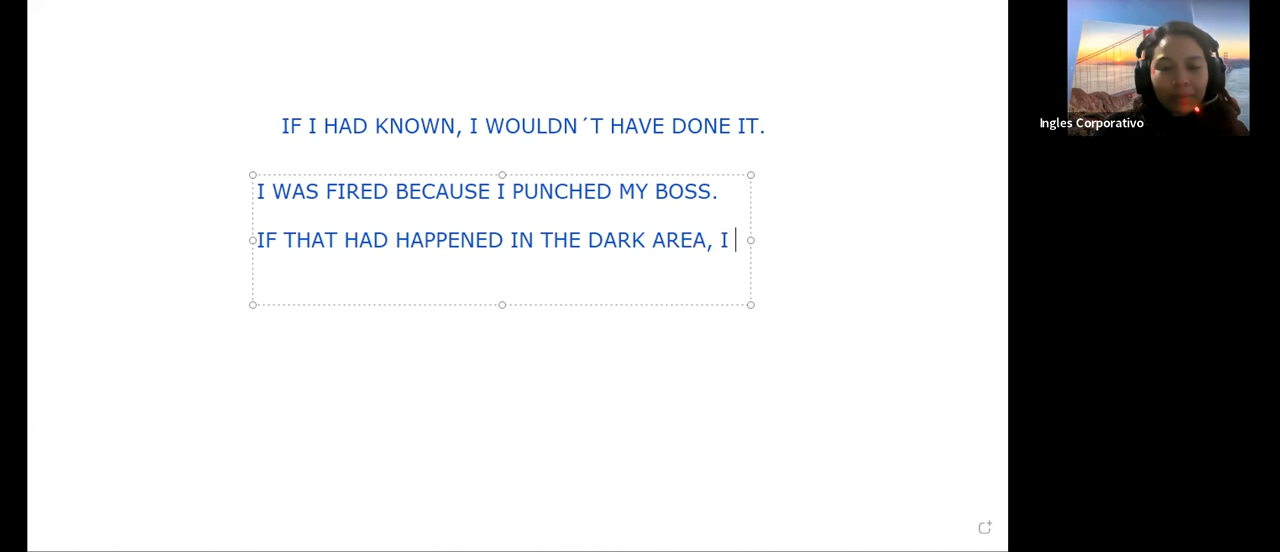 IF I HAD KNOWN, I WOULDN´T HAVE DONE IT.
I WAS FIRED BECAUSE I PUNCHED MY BOSS.
IF THAT HAD HAPPENED IN THE DARK AREA, I
Ingles Corporativo